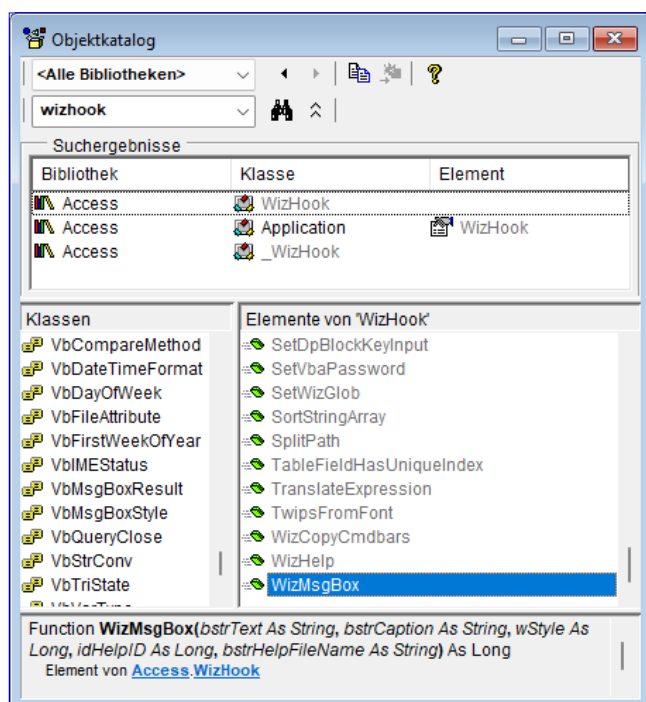 Objektkatalog
<Alle Bibliotheken>
wizhook
Suchergebnisse
Bibliothek Klasse Element
Access WizHook
Access Application WizHook
Access _WizHook
Klassen Elemente von 'WizHook'
VbCompareMethod SetDpBlockKeyInput
VbDateTimeFormat SetVbaPassword
VbDayOfWeek SetWizGlob
VbFileAttribute SortStringArray
VbFirstWeekOfYear SplitPath
VbIMEStatus TableFieldHasUniqueIndex
VbMsgBoxResult TranslateExpression
VbMsgBoxStyle TwipsFromFont
VbQueryClose WizCopyCmdbars
VbStrConv WizHelp
VbTriState WizMsgBox
Function WizMsgBox(bstrText As String, bstrCaption As String, wStyle As
Long, idHelpID As Long, bstrHelpFileName As String) As Long
Element von Access.WizHook